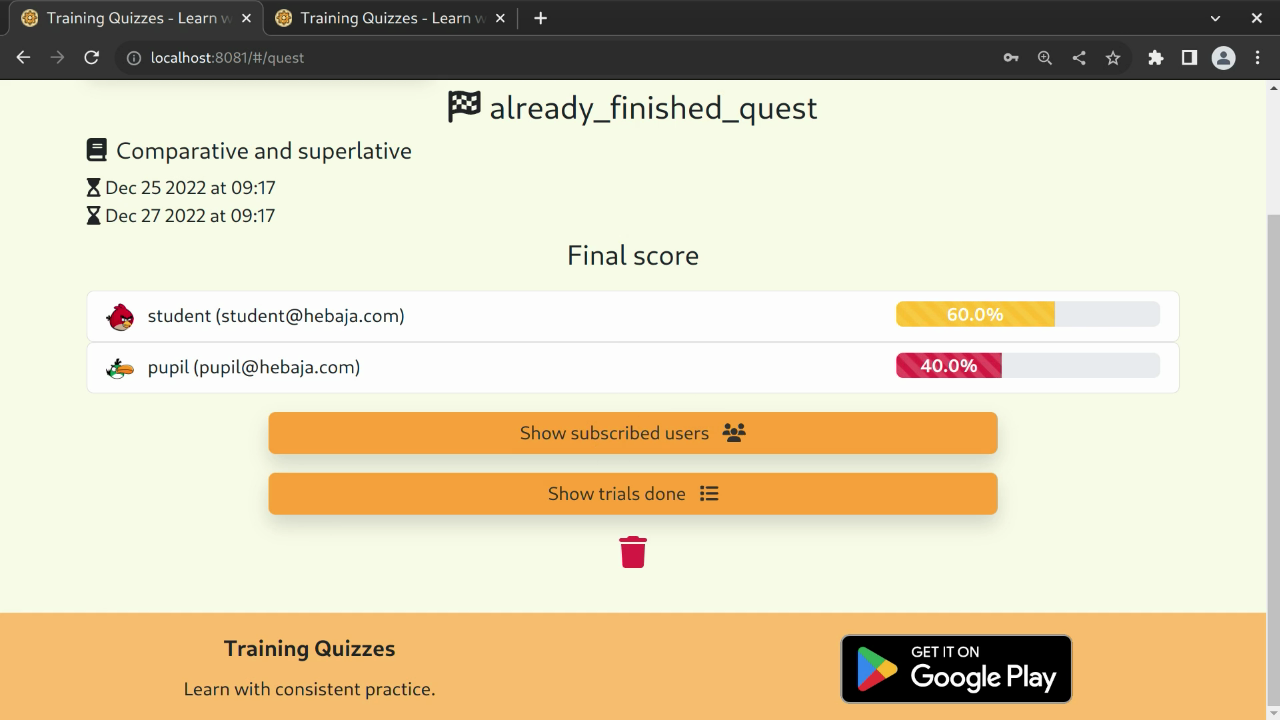 Training Quizzes - Learn w
Training Quizzes - Learn w
localhost:8081/#/quest
already_finished_quest
Comparative and superlative
Dec 25 2022 at 09:17
Dec 27 2022 at 09:17
Final score
student (student@hebaja.com) 60.0%
pupil (pupil@hebaja.com) 40.0%
Show subscribed users
Show trials done
Training Quizzes
Learn with consistent practice.
GET IT ON
Google Play